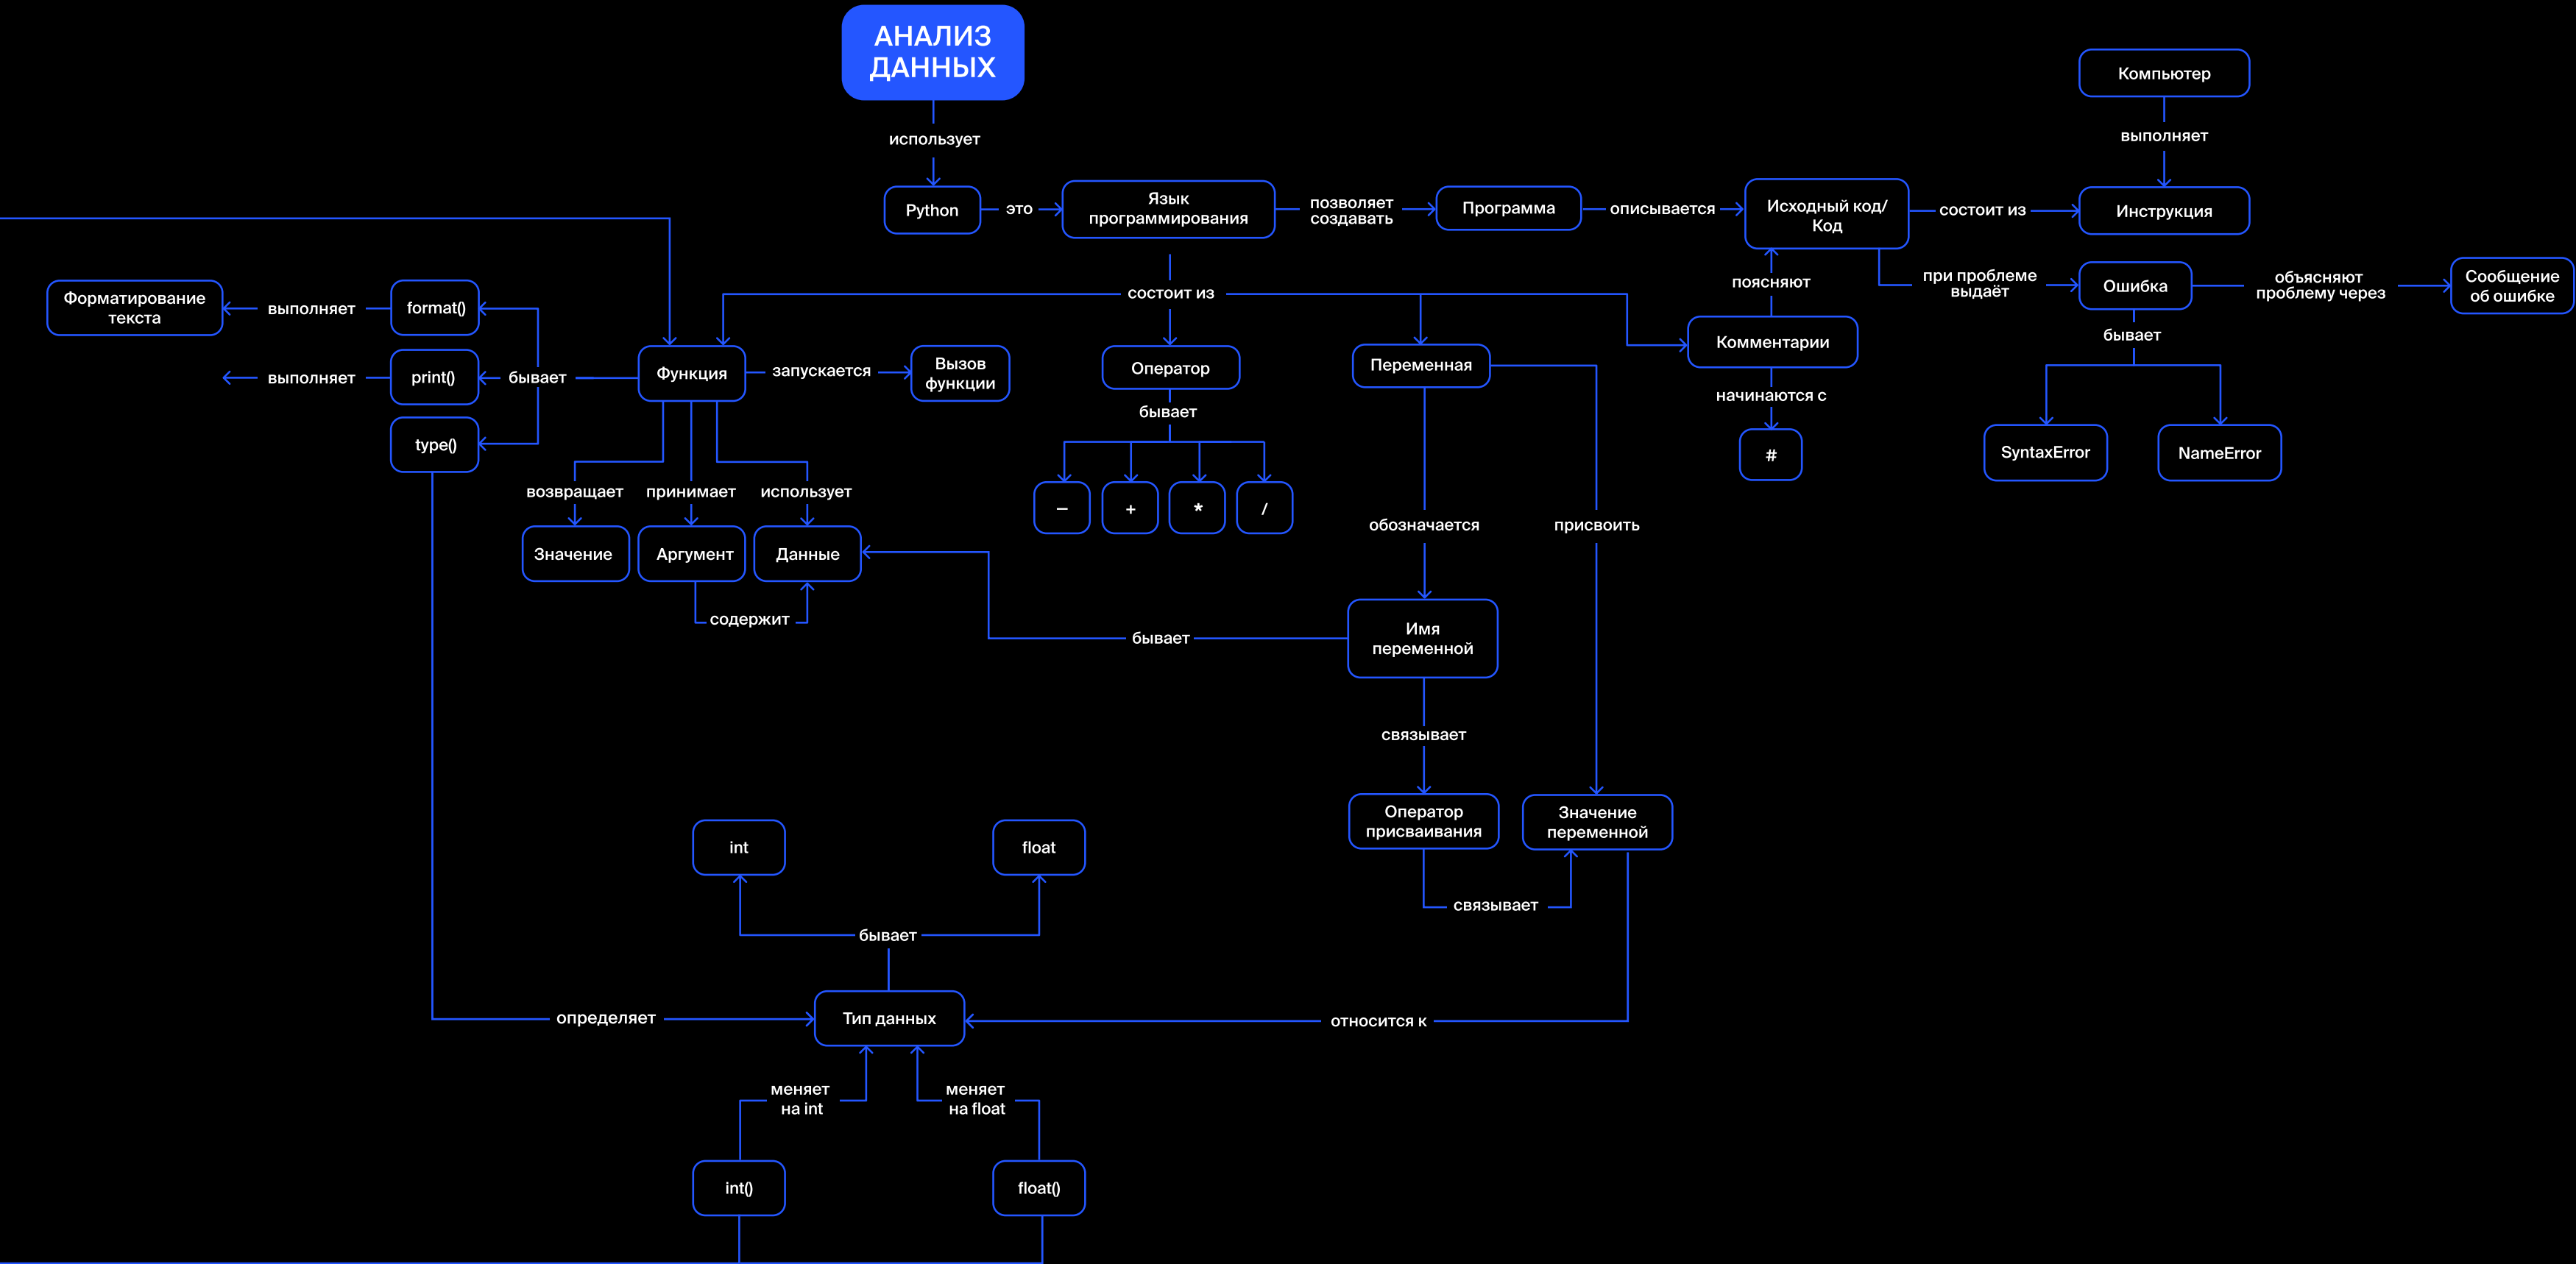 АНАЛИЗ
ДАННЫХ
Компьютер
использует
выполняет
Python
это
Язык
программирования
позволяет
создавать
Программа
описывается
Исходный код/
Код
состоит из
Инструкция
поясняют
при проблеме
выдаёт
Ошибка
объясняют
проблему через
Сообщение
об ошибке
состоит из
Форматирование
текста
выполняет
format()
бывает
Комментарии
выполняет
print()
бывает
Функция
запускается
Вызов
функции
Оператор
Переменная
начинаются с
type()
бывает
#
SyntaxError
NameError
возвращает
принимает
использует
–
+
*
/
обозначается
присвоить
Значение
Аргумент
Данные
содержит
бывает
Имя
переменной
связывает
Оператор
присваивания
Значение
переменной
int
float
связывает
бывает
определяет
Тип данных
относится к
меняет
на int
меняет
на float
int()
float()